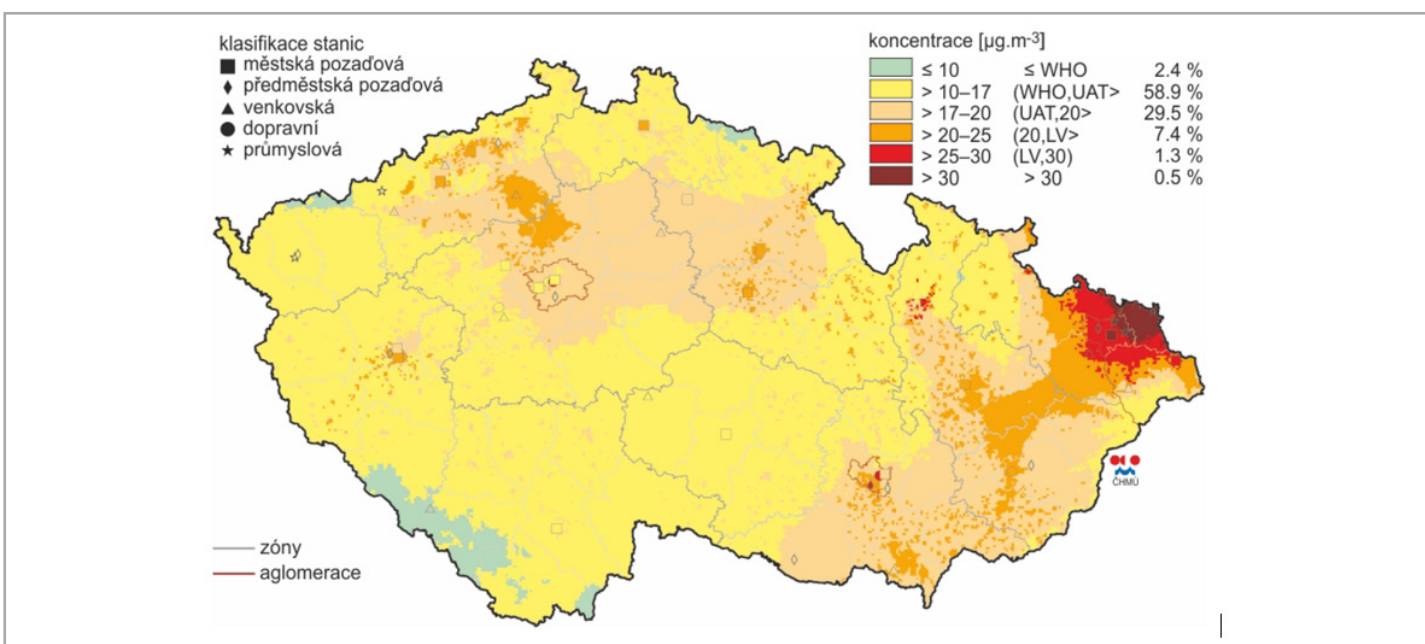 klasifikace stanic
městská pozaďová
předměstská pozaďová
venkovská
dopravní
průmyslová
koncentrace [µg.m-3]
≤ 10 ≤ WHO 2.4 %
> 10–17 (WHO,UAT> 58.9 %
> 17–20 (UAT,20> 29.5 %
> 20–25 (20,LV> 7.4 %
> 25–30 (LV,30) 1.3 %
> 30 > 30 0.5 %
ČHMÚ
zóny
aglomerace